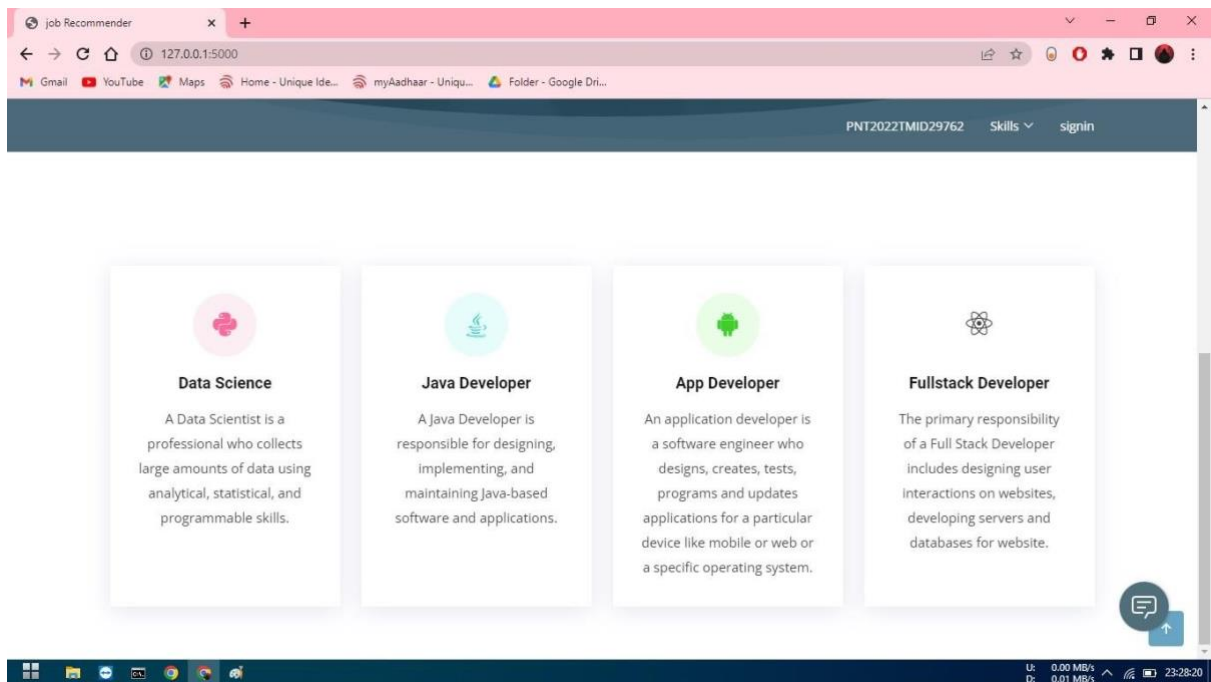 job Recommender
127.0.0.1:5000
Gmail YouTube Maps Home - Unique Ide... myAadhaar - Uniqu... Folder - Google Dri...
PNT2022TMID29762 Skills signin
Data Science
A Data Scientist is a
professional who collects
large amounts of data using
analytical, statistical, and
programmable skills.
Java Developer
A Java Developer is
responsible for designing,
implementing, and
maintaining Java-based
software and applications.
App Developer
An application developer is
a software engineer who
designs, creates, tests,
programs and updates
applications for a particular
device like mobile or web or
a specific operating system.
Fullstack Developer
The primary responsibility
of a Full Stack Developer
includes designing user
interactions on websites,
developing servers and
databases for website.
U: 0.00 MB/s
D: 0.01 MB/s
23:28:20